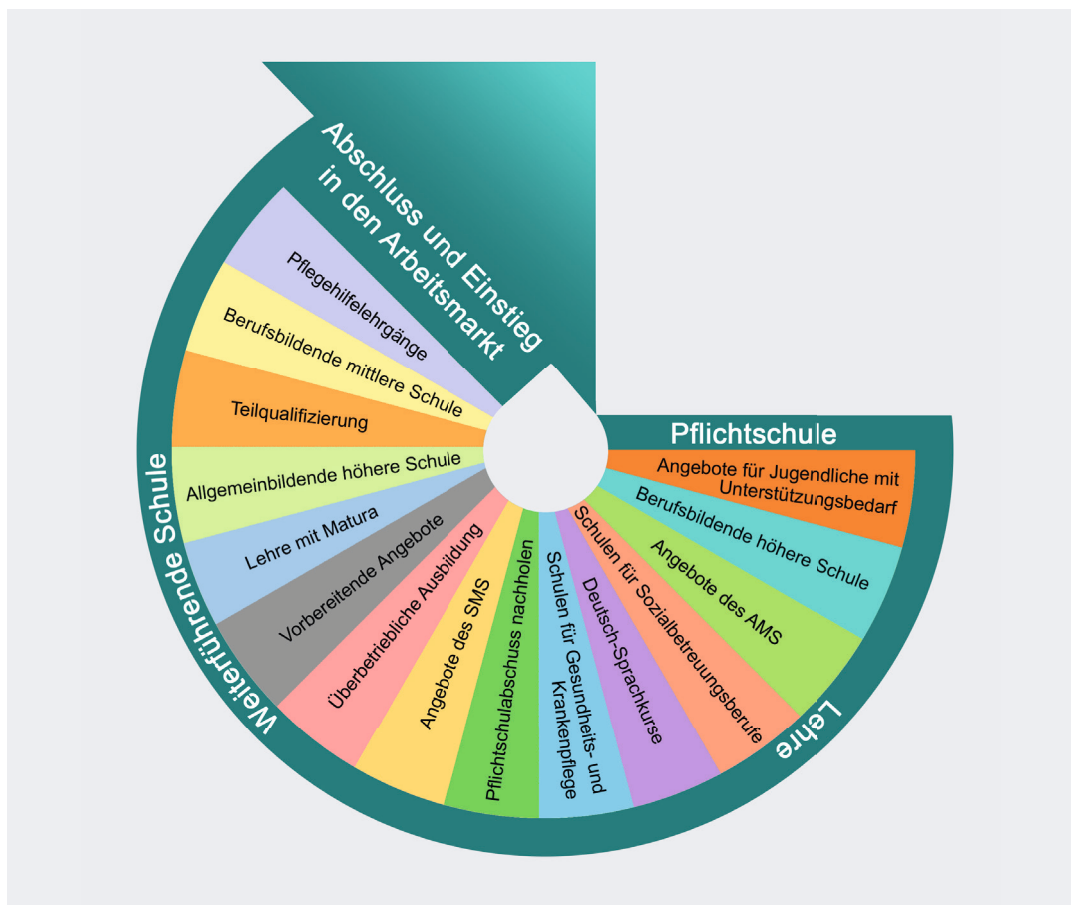 Abschluss und Einstieg
in den Arbeitsmarkt
Pflichtschule
Angebote für Jugendliche mit
Unterstützungsbedarf
Berufsbildende höhere Schule
Angebote des AMS
Schulen für Sozialbetreuungsberufe
Deutsch-Sprachkurse
Schulen für Gesundheits- und
Krankenpflege
Pflichtschulabschuss nachholen
Angebote des SMS
Überbetriebliche Ausbildung
Vorbereitende Angebote
Lehre mit Matura
Allgemeinbildende höhere Schule
Teilqualifizierung
Berufsbildende mittlere Schule
Pflegehilfelehrgänge
Lehre
Weiterführende Schule